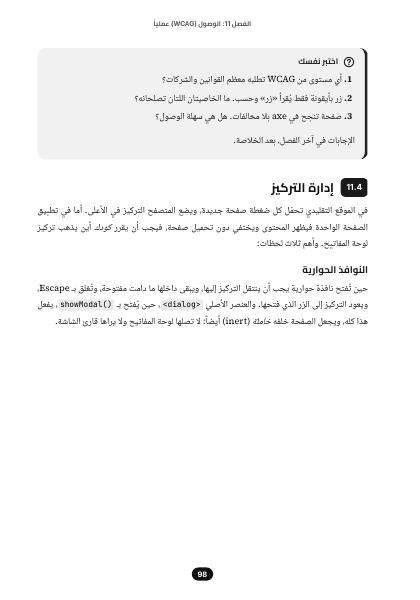 الفصل 11: الوصول (WCAG) عملياً
اختبر نفسك
1. أي مستوى من WCAG تطلبه معظم القوانين والشركات؟
2. زر بأيقونة فقط يُقرأ «زر» وحسب. ما الخاصيتان اللتان تصلحانه؟
3. صفحة تنجح في axe بلا مخالفات. هل هي سهلة الوصول؟
الإجابات في آخر الفصل، بعد الخلاصة.
11.4 إدارة التركيز
في الموقع التقليدي تحمّل كل ضغطة صفحة جديدة، ويضع المتصفح التركيز في الأعلى. أما في تطبيق
الصفحة الواحدة فيظهر المحتوى ويختفي دون تحميل صفحة، فيجب أن يقرر كودك أين يذهب تركيز
لوحة المفاتيح. وأهم ثلاث لحظات:
النوافذ الحوارية
حين تُفتح نافذة حوارية يجب أن ينتقل التركيز إليها، ويبقى داخلها ما دامت مفتوحة، وتُغلق بـ Escape،
ويعود التركيز إلى الزر الذي فتحها. والعنصر الأصلي <dialog>، حين يُفتح بـ showModal()، يفعل
هذا كله، ويجعل الصفحة خلفه خاملة (inert) أيضاً: لا تصلها لوحة المفاتيح ولا يراها قارئ الشاشة.
98